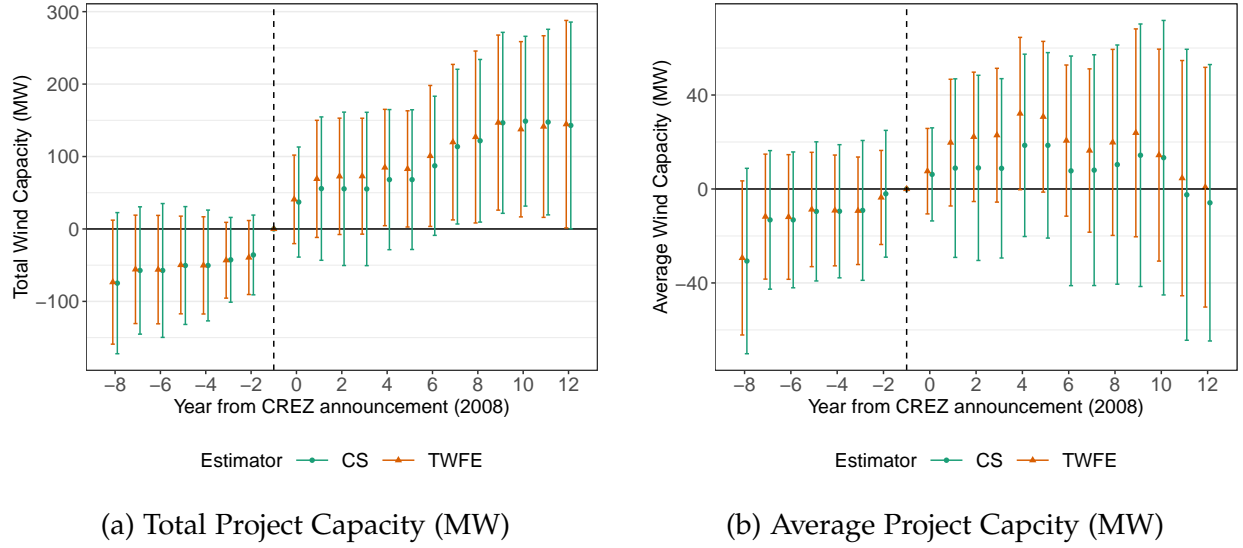 Total Wind Capacity (MW)
300
200
100
0
−100
−8 −6 −4 −2 0 2 4 6 8 10 12
Year from CREZ announcement (2008)
Estimator CS TWFE
(a) Total Project Capacity (MW)
Average Wind Capacity (MW)
40
0
−40
−8 −6 −4 −2 0 2 4 6 8 10 12
Year from CREZ announcement (2008)
Estimator CS TWFE
(b) Average Project Capcity (MW)